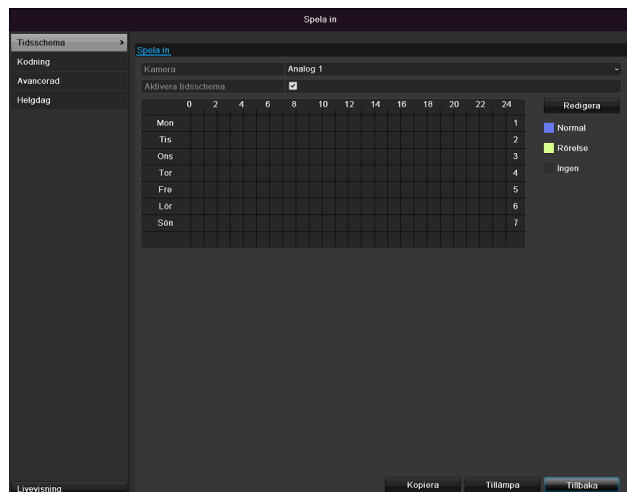 Spela in
Tidsschema >
Kodning
Avancerad
Helgdag
Spela in
Kamera Analog 1
Aktivera tidsschema
0 2 4 6 8 10 12 14 16 18 20 22 24
Mon 1
Tis 2
Ons 3
Tor 4
Fre 5
Lör 6
Sön 7
Redigera
Normal
Rörelse
Ingen
Livevisning
Kopiera Tillämpa Tillbaka